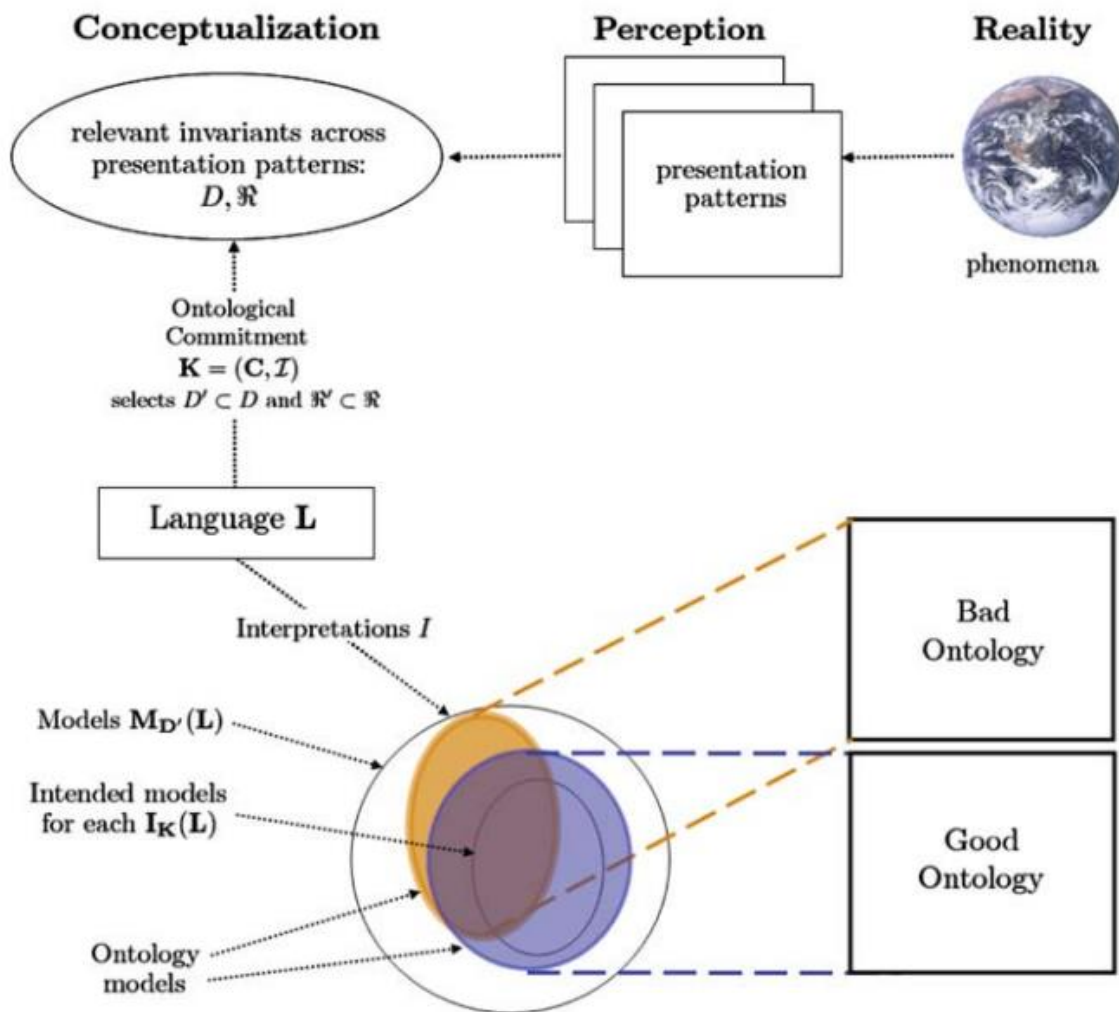 Conceptualization
Perception
Reality
relevant invariants across
presentation patterns:
D, ℜ
presentation
patterns
phenomena
Ontological
Commitment
K = (C, ℐ)
selects D′ ⊂ D and ℜ′ ⊂ ℜ
Language L
Interpretations I
Bad
Ontology
Models M_D′(L)
Intended models
for each I_K(L)
Good
Ontology
Ontology
models